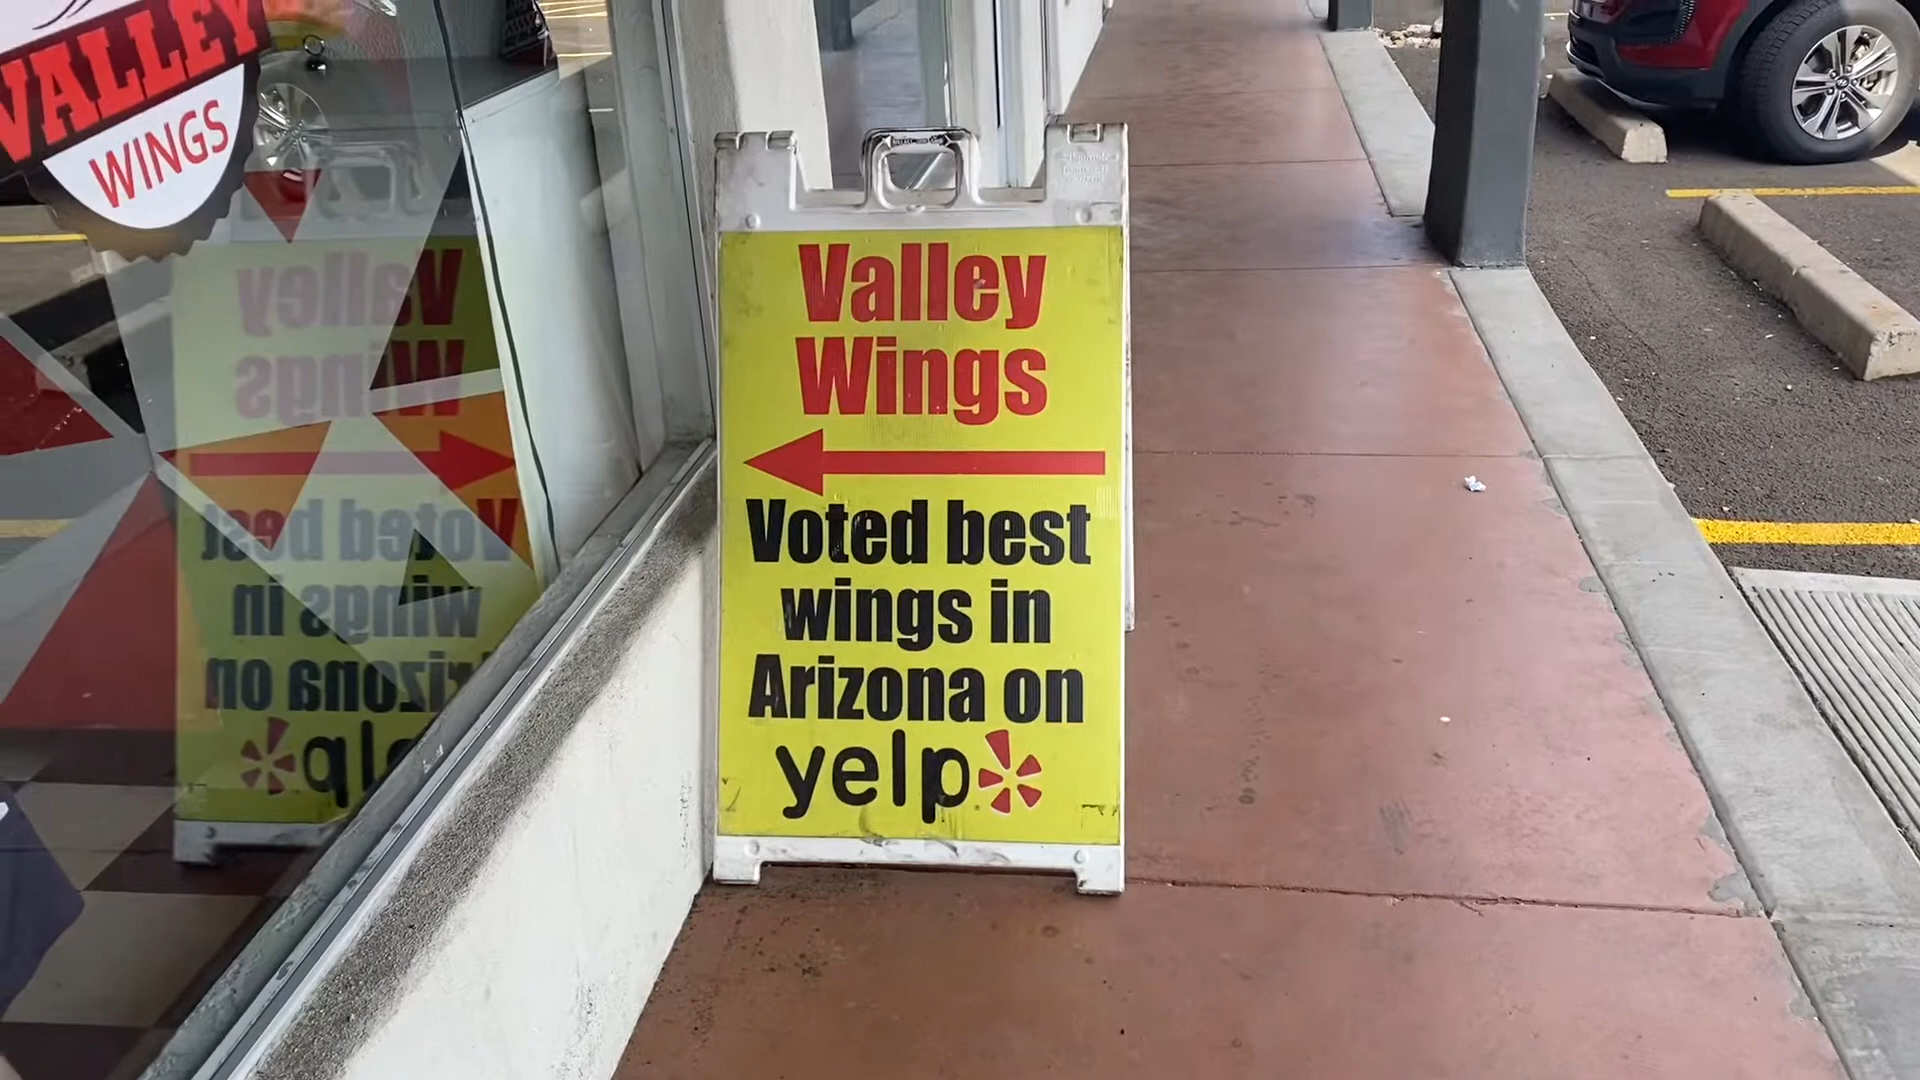 VALLEY
WINGS
Valley
Wings
Voted best
wings in
Arizona on
yelp